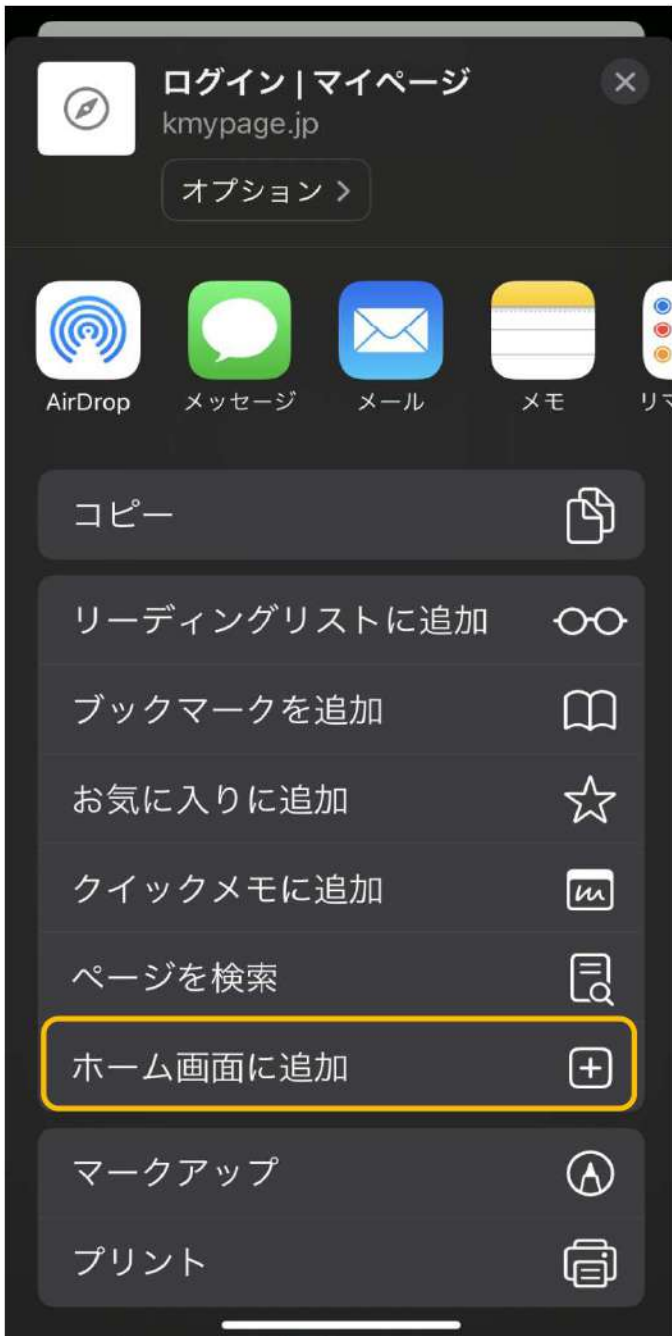 ログイン | マイページ
kmypage.jp
オプション
AirDrop
メッセージ
メール
メモ
コピー
リーディングリストに追加
ブックマークを追加
お気に入りに追加
クイックメモに追加
ページを検索
ホーム画面に追加
マークアップ
プリント